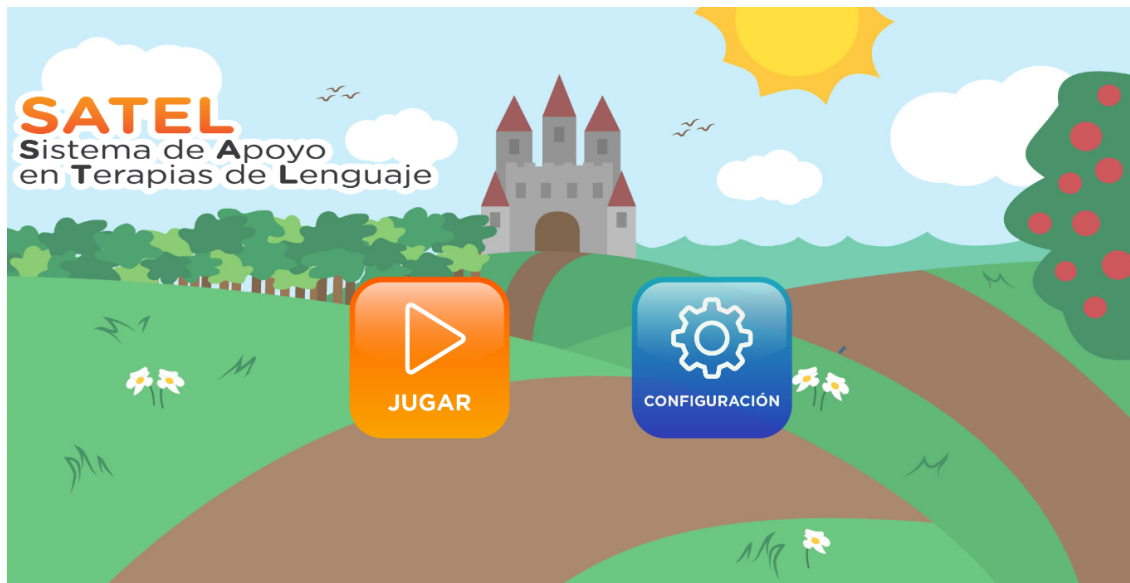 SATEL
Sistema de Apoyo
en Terapias de Lenguaje
JUGAR
CONFIGURACIÓN